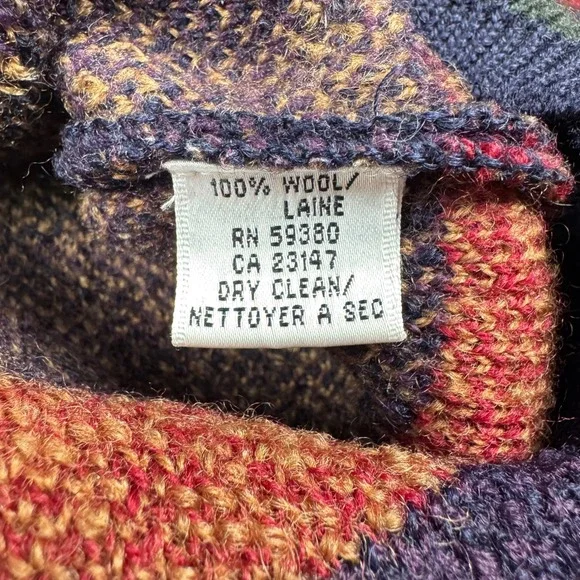 100% WOOL/
LAINE
RN 59380
CA 23147
DRY CLEAN/
NETTOYER A SEC